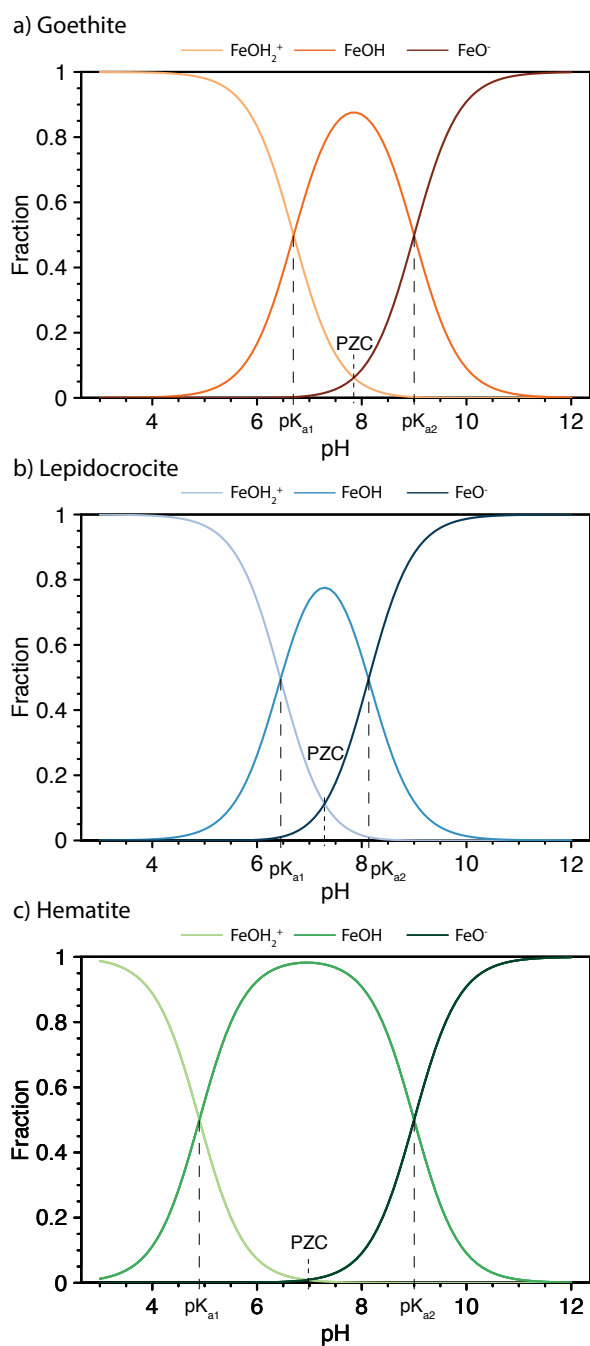 a) Goethite
FeOH₂⁺ FeOH FeO⁻
1
0.8
0.6
0.4
0.2
0
Fraction
PZC
4 6 8 10 12
pKₐ₁ pKₐ₂
pH
b) Lepidocrocite
FeOH₂⁺ FeOH FeO⁻
1
0.8
0.6
0.4
0.2
0
Fraction
PZC
4 6 8 10 12
pKₐ₁ pKₐ₂
pH
c) Hematite
FeOH₂⁺ FeOH FeO⁻
1
0.8
0.6
0.4
0.2
0
Fraction
PZC
4 6 8 10 12
pKₐ₁ pKₐ₂
pH